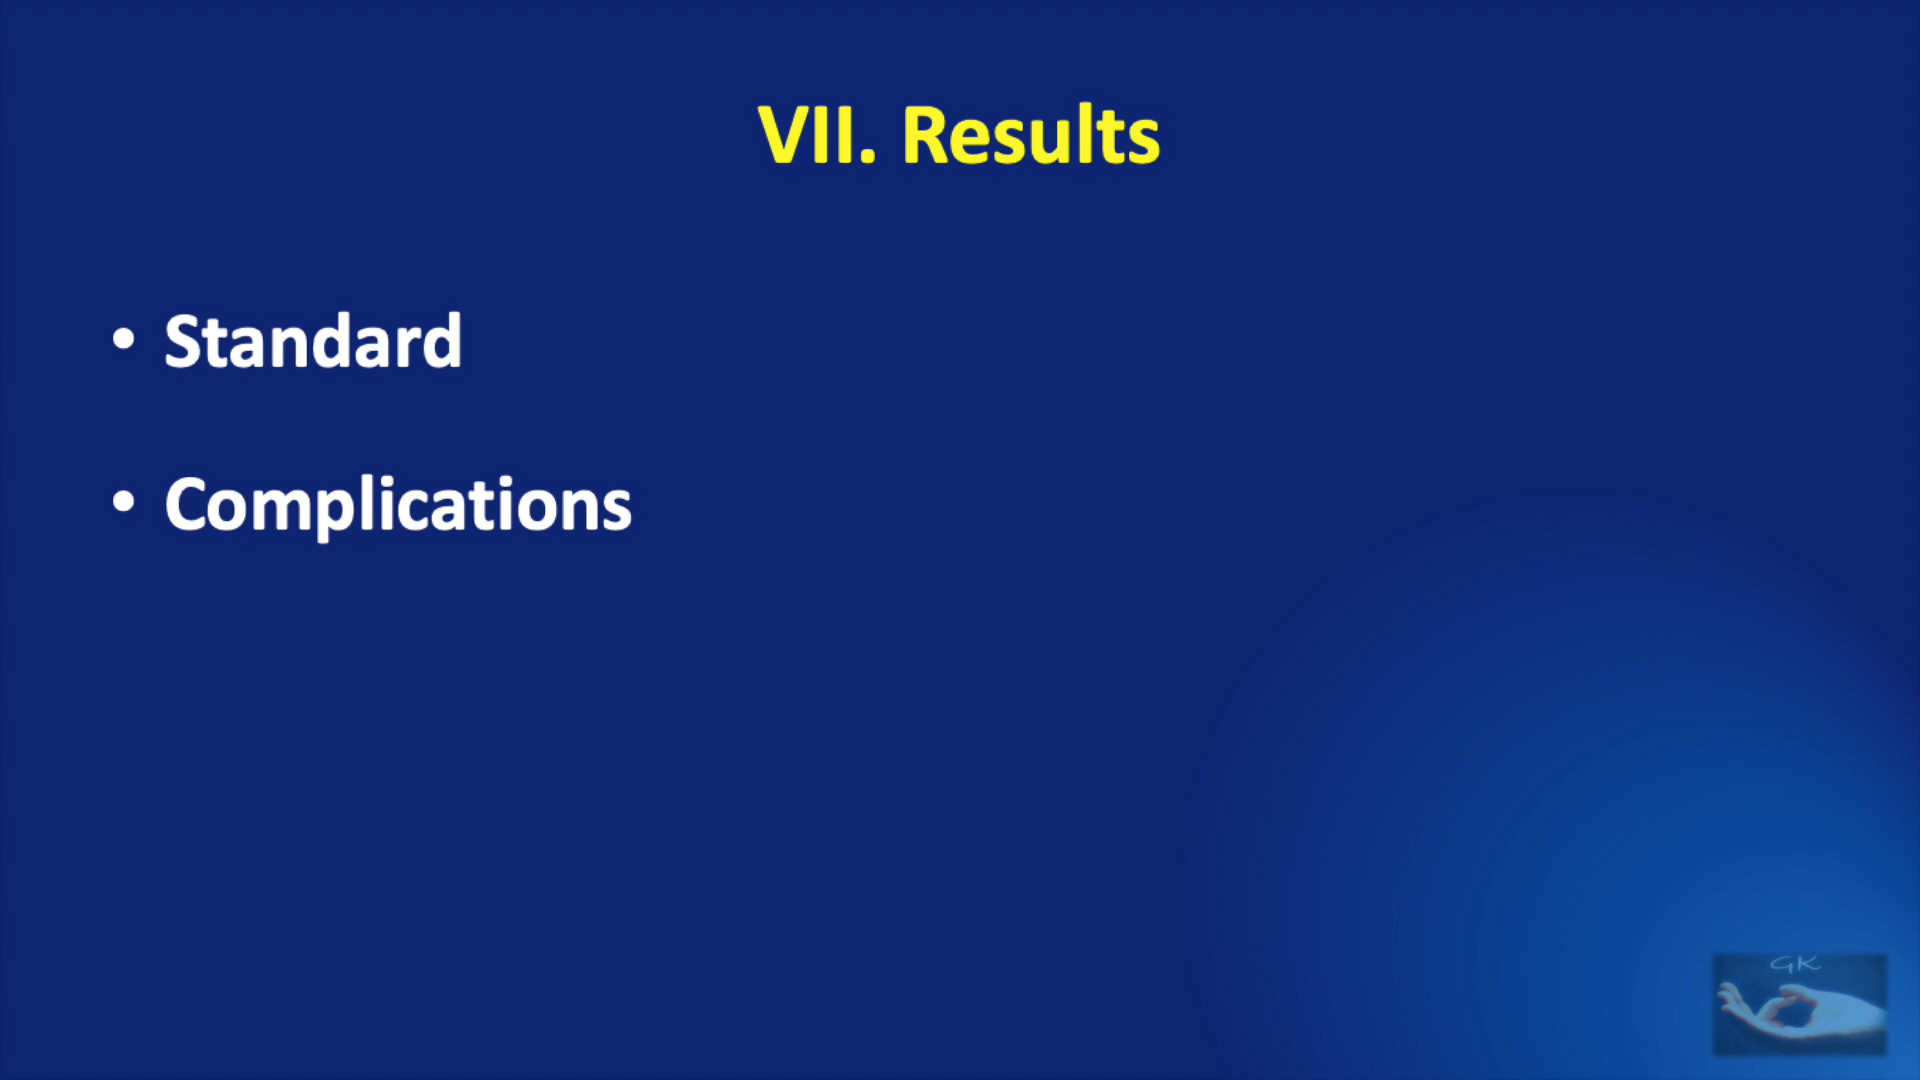 VII. Results
• Standard
• Complications
GK